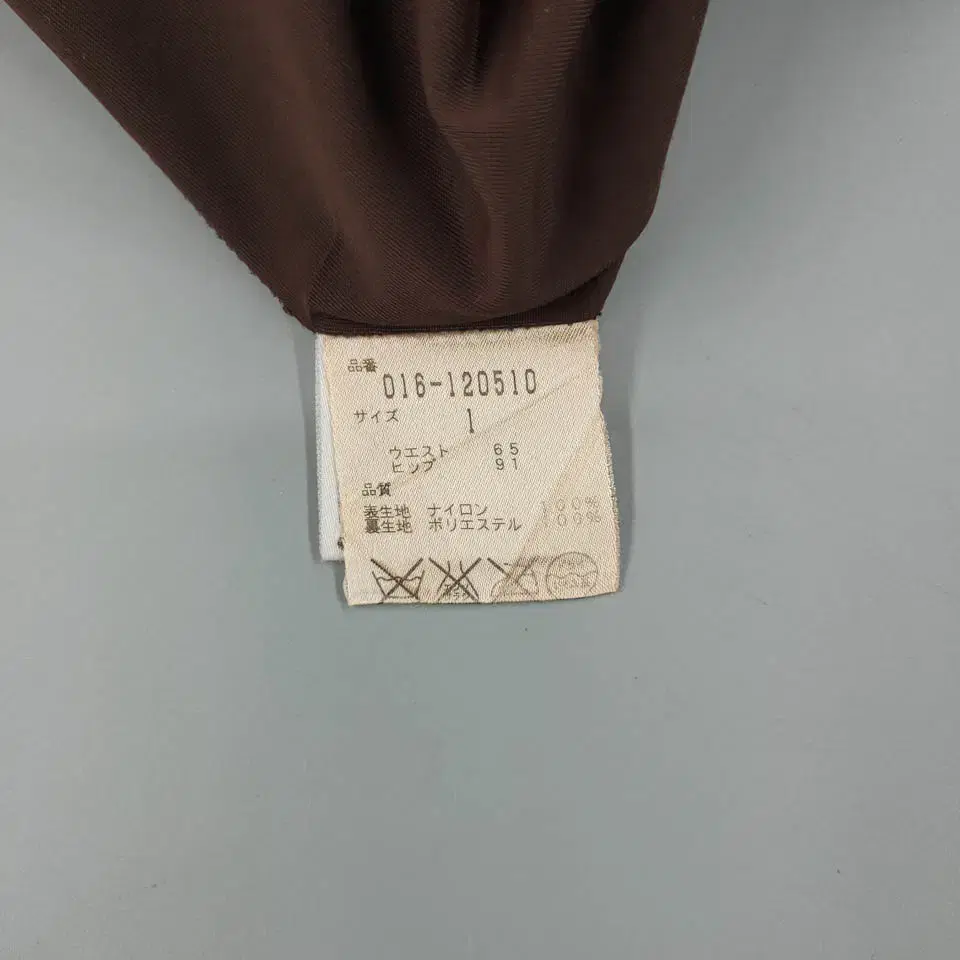 品番
016-120510
サイズ 1
ウエスト 65
ヒップ 91
品質
表生地 ナイロン 100%
裏生地 ポリエステル 100%